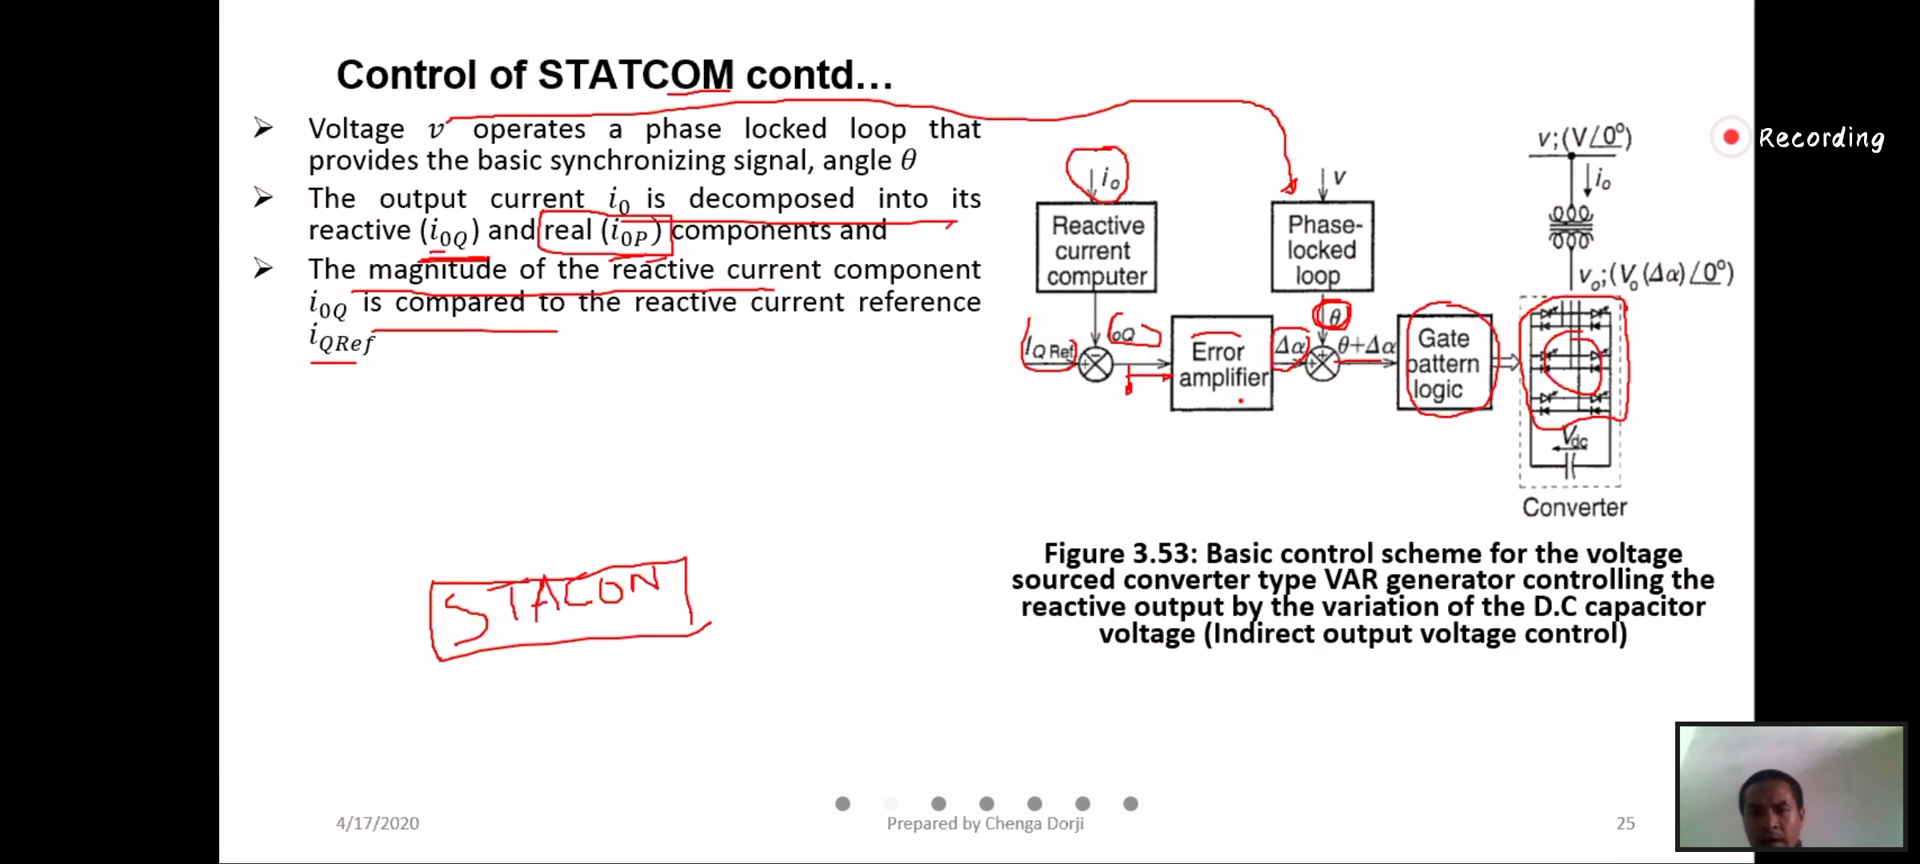 Control of STATCOM contd...
➢ Voltage v operates a phase locked loop that
provides the basic synchronizing signal, angle θ
➢ The output current i₀ is decomposed into its
reactive (i₀Q) and real (i₀P) components and
➢ The magnitude of the reactive current component
i₀Q is compared to the reactive current reference
iQRef
STACON
v;(V/0°)
Recording
i₀
v
i₀
Reactive
current
computer
Phase-
locked
loop
v₀;(V₀(Δα)/0°)
θ
IQ Ref
I₀Q
Error
amplifier
Δα
θ+Δα
Gate
pattern
logic
+
−
+
+
Vdc
Converter
Figure 3.53: Basic control scheme for the voltage
sourced converter type VAR generator controlling the
reactive output by the variation of the D.C capacitor
voltage (Indirect output voltage control)
4/17/2020
Prepared by Chenga Dorji
25